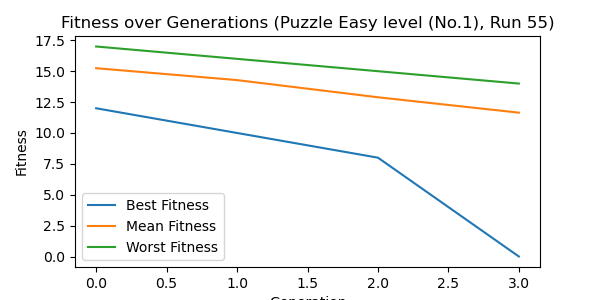 Fitness over Generations (Puzzle Easy level (No.1), Run 55)
17.5
15.0
12.5
10.0
7.5
5.0
2.5
0.0
Fitness
Best Fitness
Mean Fitness
Worst Fitness
0.0 0.5 1.0 1.5 2.0 2.5 3.0
Generation